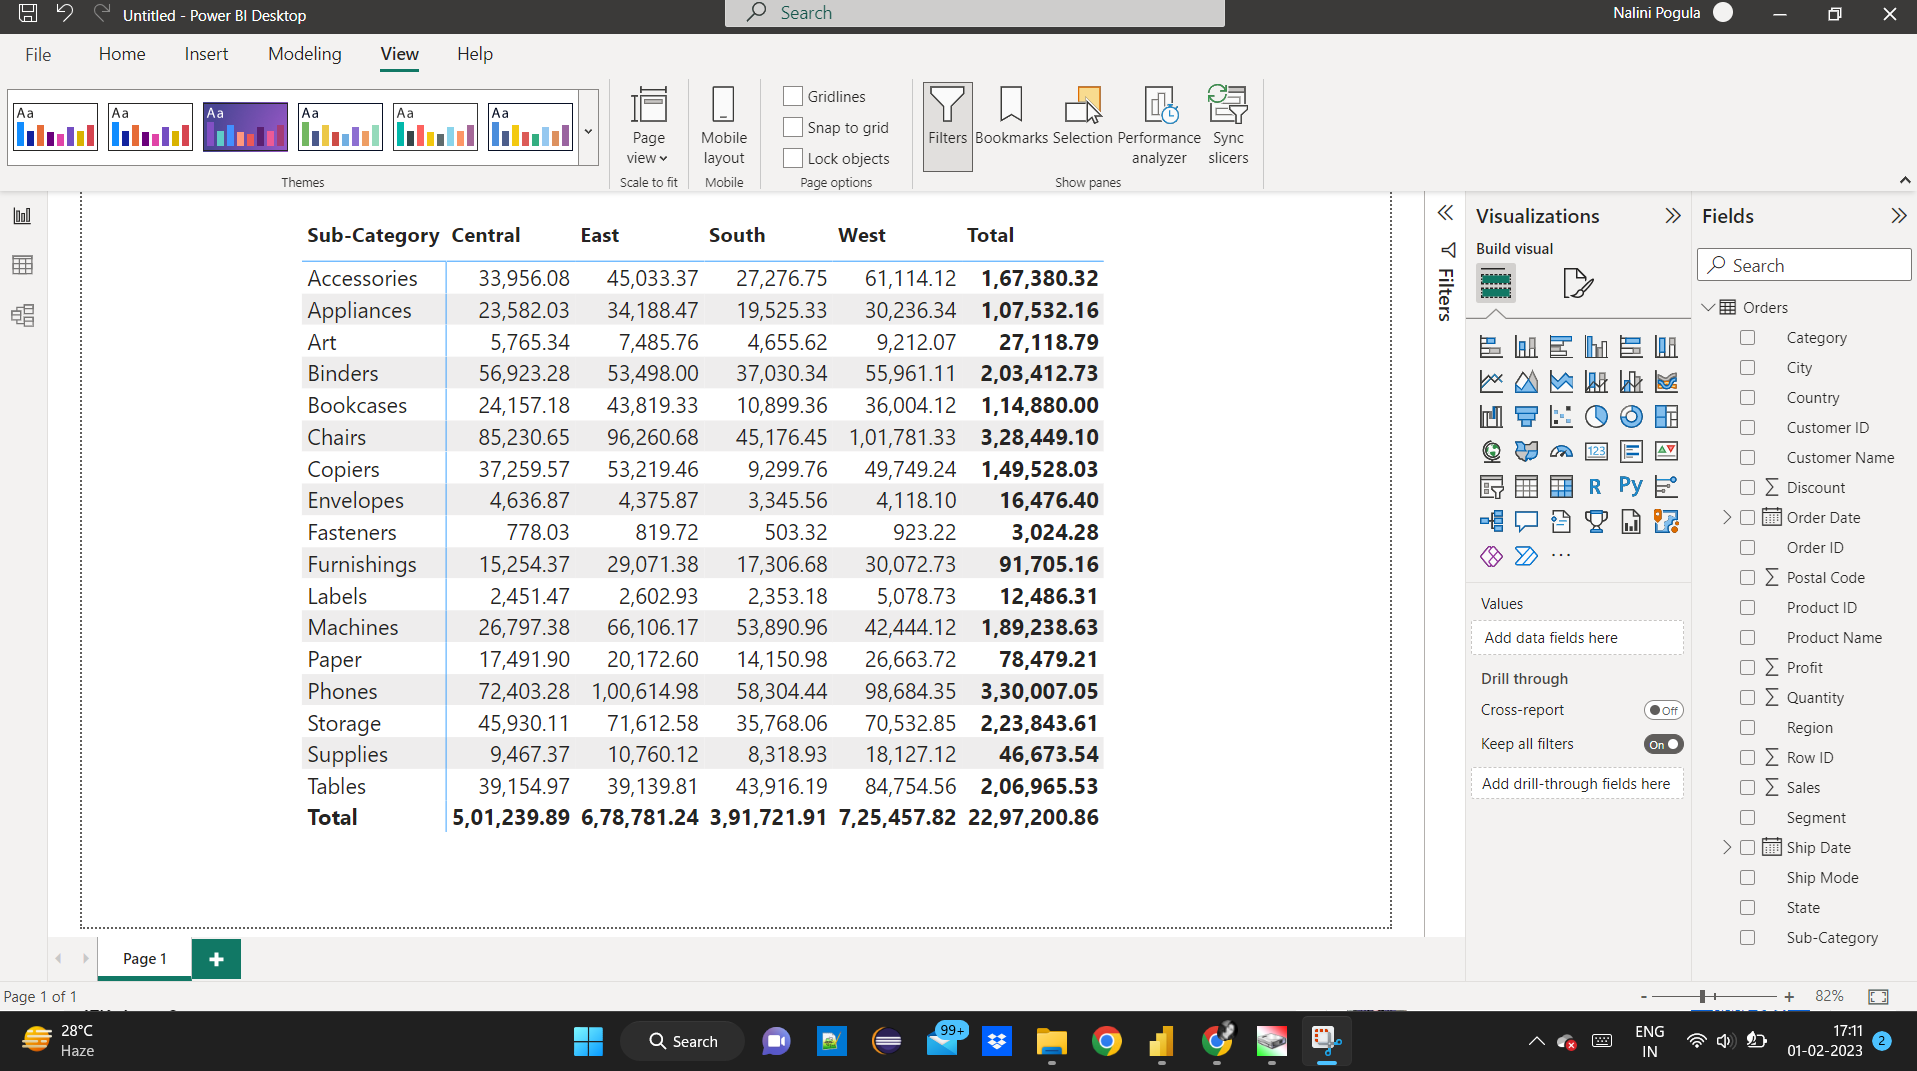 Untitled - Power BI Desktop
Search
Nalini Pogula
File Home Insert Modeling View Help
Aa Aa Aa Aa Aa Aa
Page view
Mobile layout
Gridlines
Snap to grid
Lock objects
Filters
Bookmarks
Selection
Performance analyzer
Sync slicers
Themes
Scale to fit
Mobile
Page options
Show panes
Sub-Category Central East South West Total
Accessories 33,956.08 45,033.37 27,276.75 61,114.12 1,67,380.32
Appliances 23,582.03 34,188.47 19,525.33 30,236.34 1,07,532.16
Art 5,765.34 7,485.76 4,655.62 9,212.07 27,118.79
Binders 56,923.28 53,498.00 37,030.34 55,961.11 2,03,412.73
Bookcases 24,157.18 43,819.33 10,899.36 36,004.12 1,14,880.00
Chairs 85,230.65 96,260.68 45,176.45 1,01,781.33 3,28,449.10
Copiers 37,259.57 53,219.46 9,299.76 49,749.24 1,49,528.03
Envelopes 4,636.87 4,375.87 3,345.56 4,118.10 16,476.40
Fasteners 778.03 819.72 503.32 923.22 3,024.28
Furnishings 15,254.37 29,071.38 17,306.68 30,072.73 91,705.16
Labels 2,451.47 2,602.93 2,353.18 5,078.73 12,486.31
Machines 26,797.38 66,106.17 53,890.96 42,444.12 1,89,238.63
Paper 17,491.90 20,172.60 14,150.98 26,663.72 78,479.21
Phones 72,403.28 1,00,614.98 58,304.44 98,684.35 3,30,007.05
Storage 45,930.11 71,612.58 35,768.06 70,532.85 2,23,843.61
Supplies 9,467.37 10,760.12 8,318.93 18,127.12 46,673.54
Tables 39,154.97 39,139.81 43,916.19 84,754.56 2,06,965.53
Total 5,01,239.89 6,78,781.24 3,91,721.91 7,25,457.82 22,97,200.86
Filters
Visualizations
Build visual
123
R Py
Values
Add data fields here
Drill through
Cross-report Off
Keep all filters On
Add drill-through fields here
Fields
Search
Orders
Category
City
Country
Customer ID
Customer Name
Discount
Order Date
Order ID
Postal Code
Product ID
Product Name
Profit
Quantity
Region
Row ID
Sales
Segment
Ship Date
Ship Mode
State
Sub-Category
Page 1
Page 1 of 1
- + 82%
28°C
Haze
Search
99+
ENG
IN
17:11
01-02-2023
2